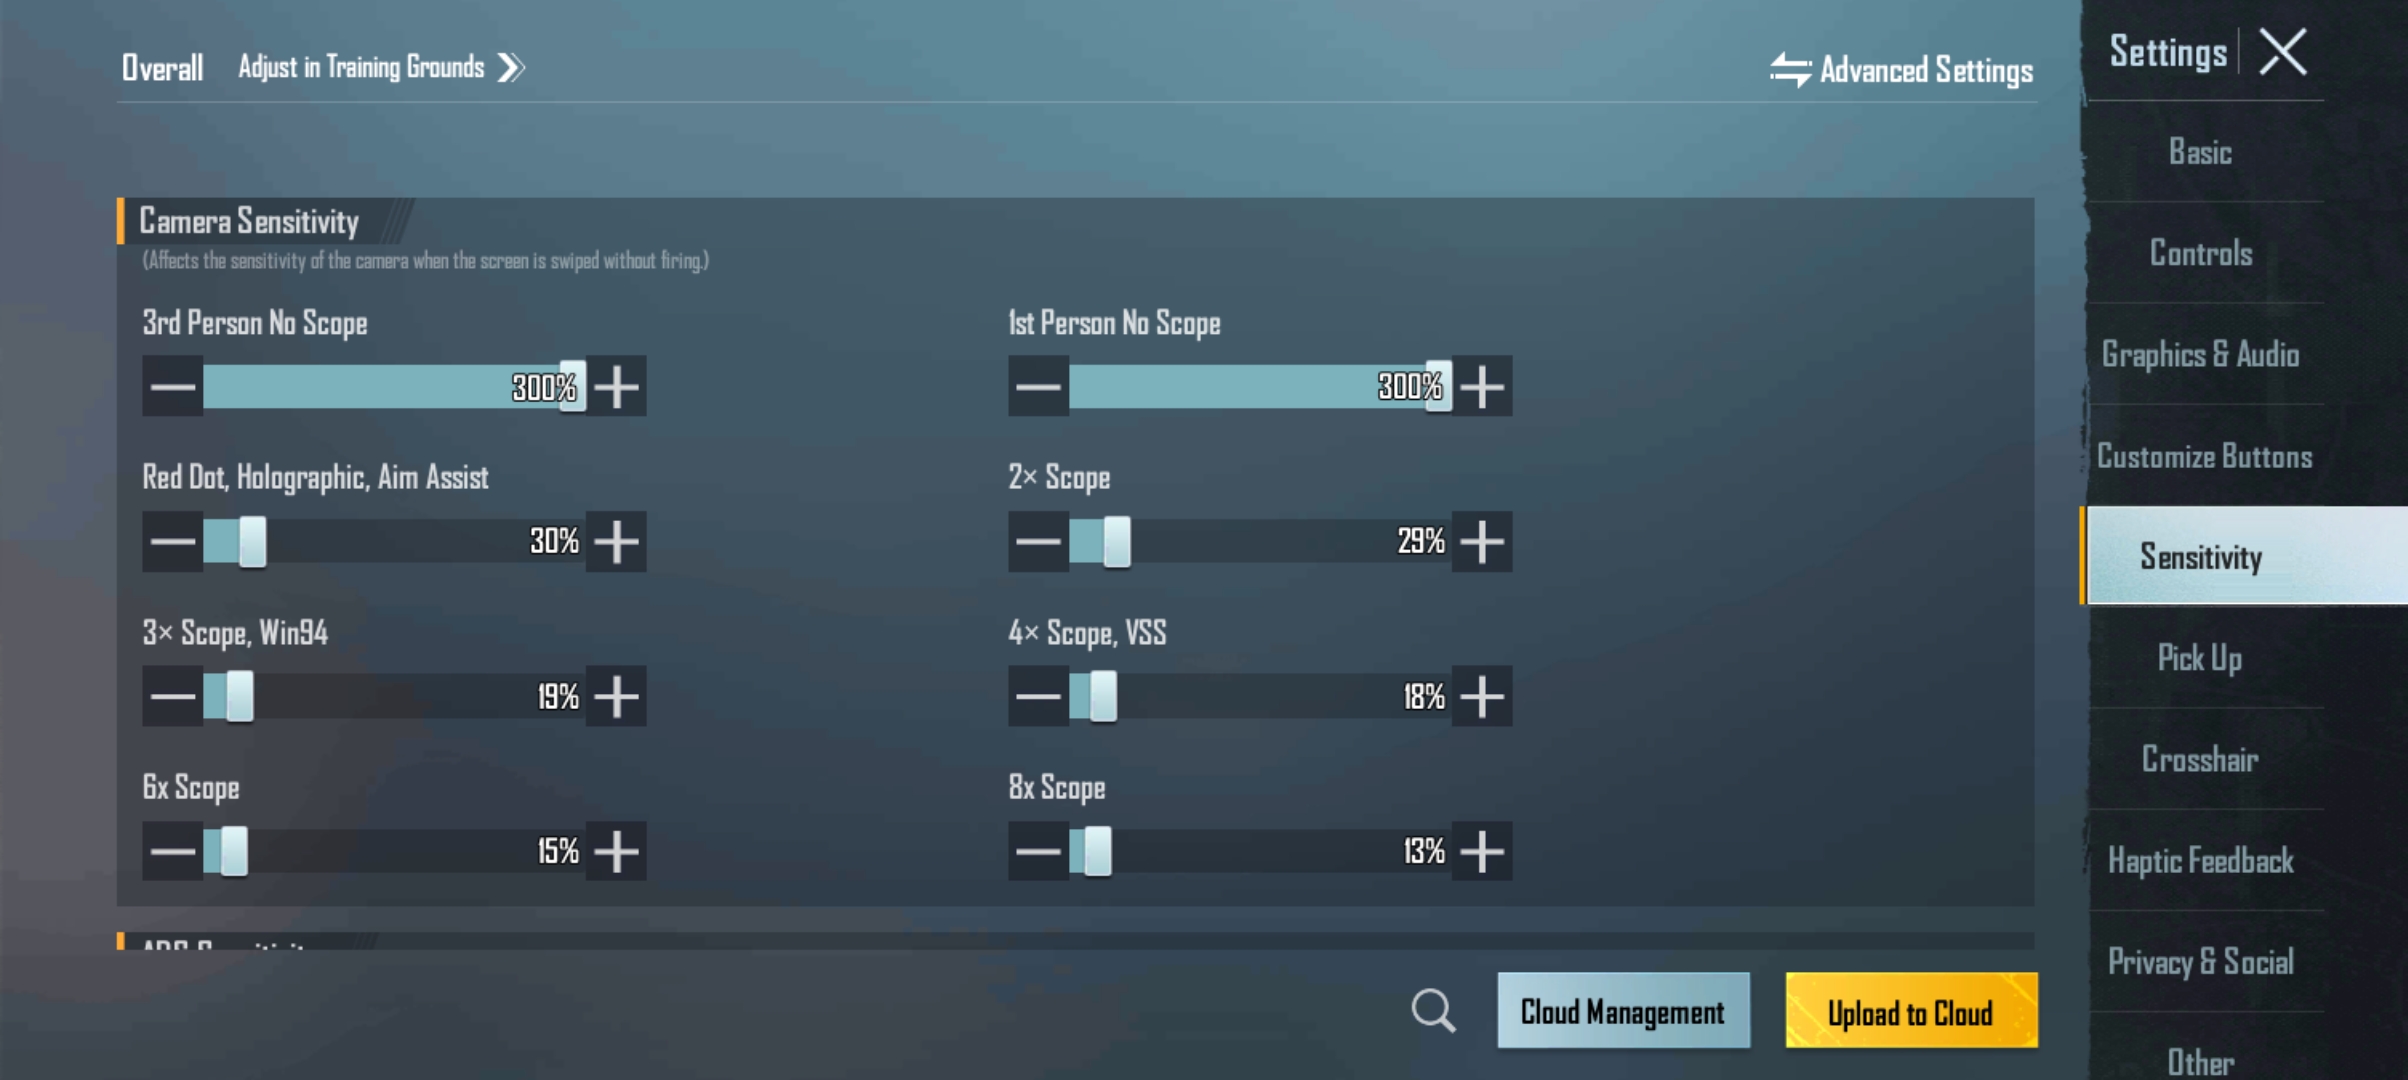 Overall
Adjust in Training Grounds
Advanced Settings
Settings
Camera Sensitivity
(Affects the sensitivity of the camera when the screen is swiped without firing.)
3rd Person No Scope
300%
1st Person No Scope
300%
Red Dot, Holographic, Aim Assist
30%
2× Scope
29%
3× Scope, Win94
19%
4× Scope, VSS
18%
6x Scope
15%
8x Scope
13%
Cloud Management
Upload to Cloud
Basic
Controls
Graphics & Audio
Customize Buttons
Sensitivity
Pick Up
Crosshair
Haptic Feedback
Privacy & Social
Other